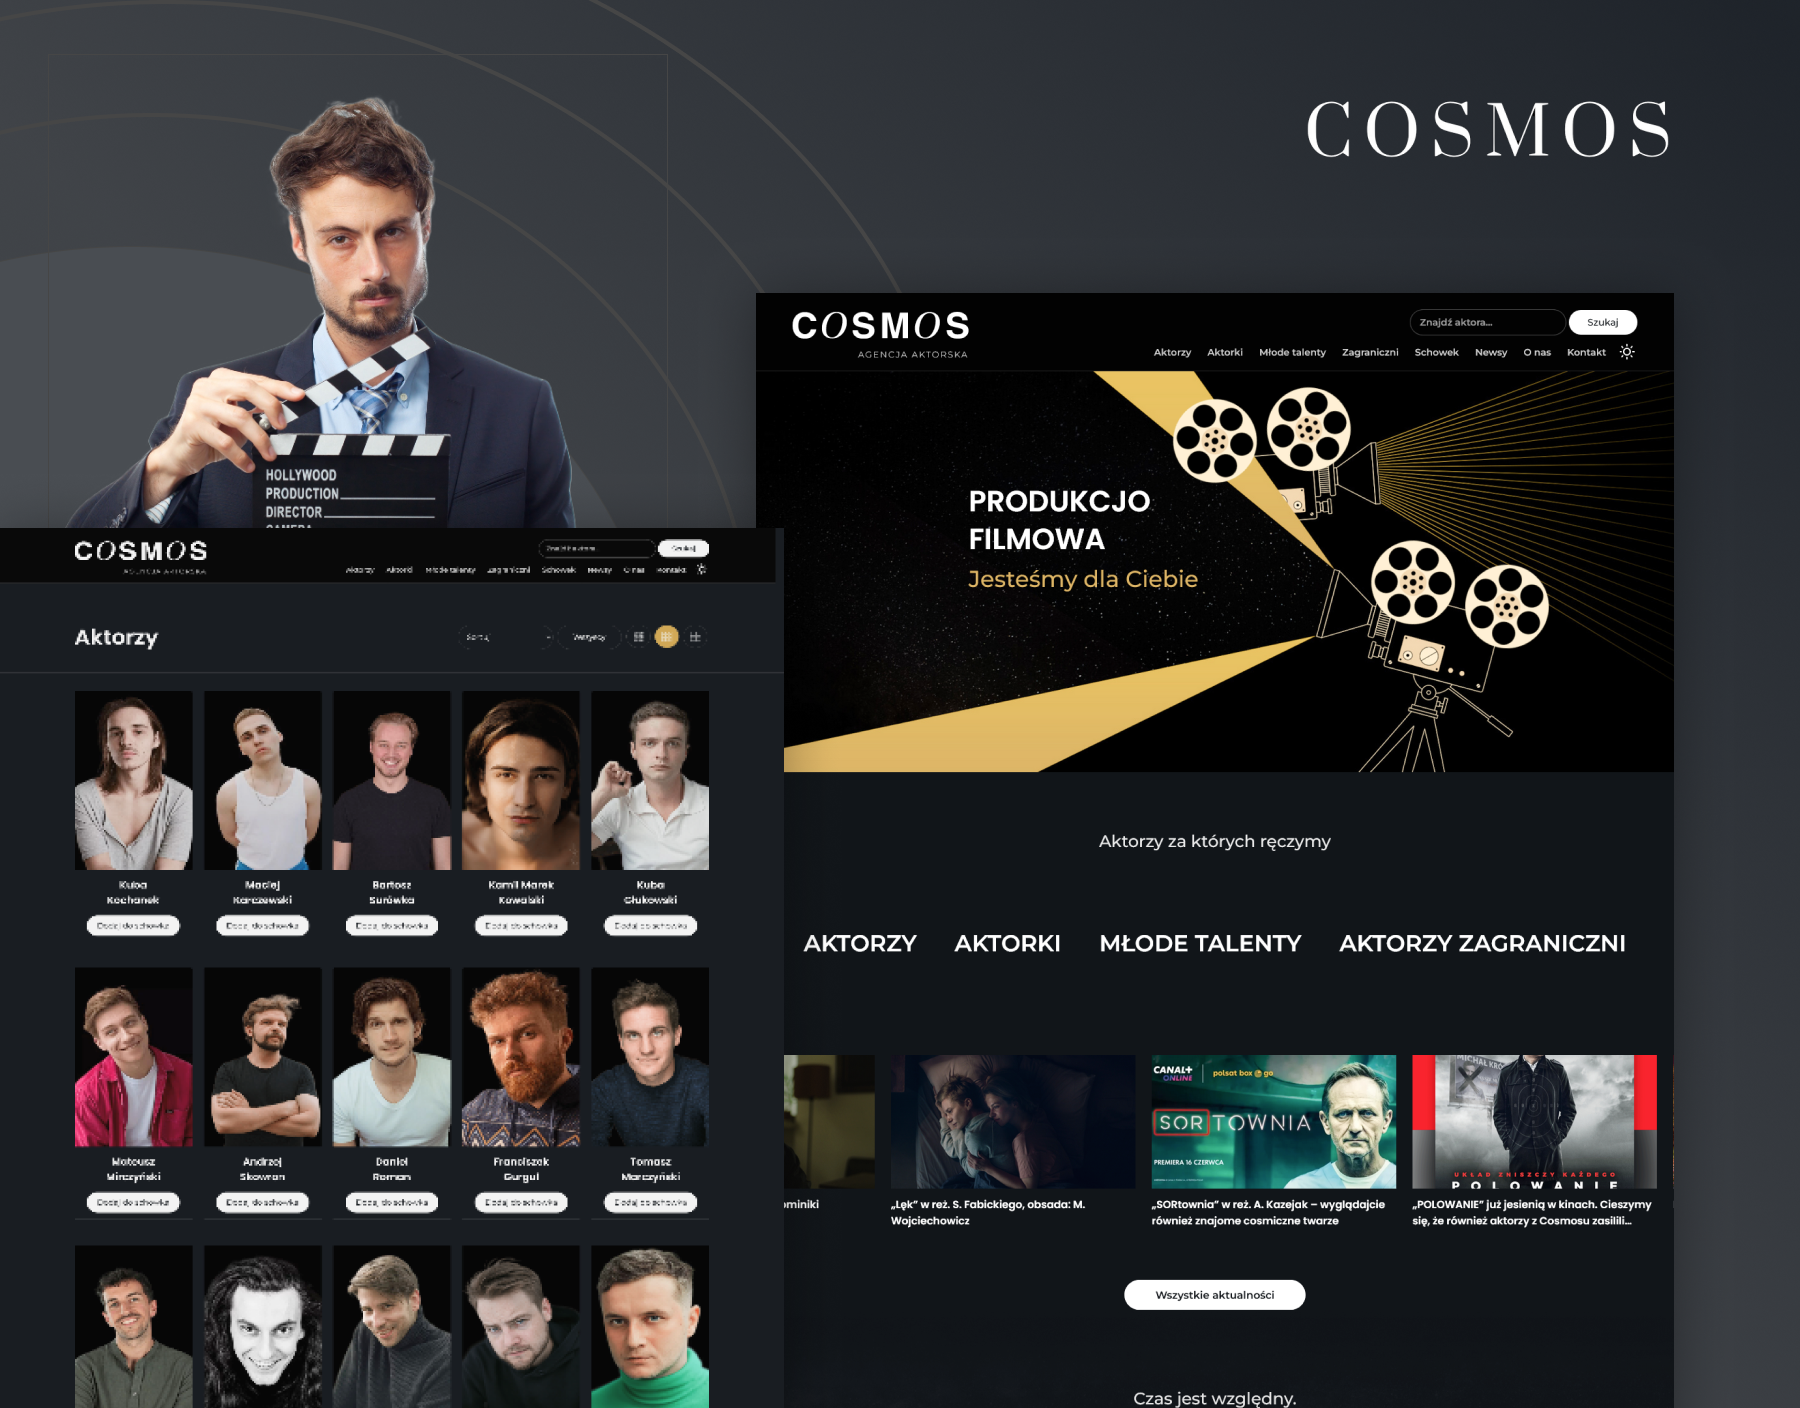 COSMOS
HOLLYWOOD
PRODUCTION
DIRECTOR
CAMERA
COSMOS
AGENCJA AKTORSKA
Znajdź aktora...
Szukaj
Aktorzy Aktorki Młode talenty Zagraniczni Schowek Newsy O nas Kontakt
PRODUKCJO
FILMOWA
Jesteśmy dla Ciebie
Aktorzy za których ręczymy
AKTORZY AKTORKI MŁODE TALENTY AKTORZY ZAGRANICZNI
CANAL+
ONLINE
polsat box go
SORTOWNIA
PREMIERA 16 CZERWCA
UKŁAD ZNISZCZY KAŻDEGO
POLOWANIE
ominiki
„Lęk” w reż. S. Fabickiego, obsada: M.
Wojciechowicz
„SORtownia” w reż. A. Kazejak – wyglądajcie
również znajome cosmiczne twarze
„POLOWANIE” już jesienią w kinach. Cieszymy
się, że również aktorzy z Cosmosu zasilili...
Wszystkie aktualności
Czas jest względny.
COSMOS
AGENCJA AKTORSKA
Znajdź aktora...
Szukaj
Aktorzy Aktorki Młode talenty Zagraniczni Schowek Newsy O nas Kontakt
Aktorzy
Sortuj
Wszyscy
Kuba
Kochanek
Maciej
Karczewski
Bartosz
Surówka
Kamil Marek
Kowalski
Kuba
Głukowski
Dodaj do schowka
Dodaj do schowka
Dodaj do schowka
Dodaj do schowka
Dodaj do schowka
Mateusz
Mirczyński
Andrzej
Skowron
Daniel
Roman
Franciszek
Gurgul
Tomasz
Marczyński
Dodaj do schowka
Dodaj do schowka
Dodaj do schowka
Dodaj do schowka
Dodaj do schowka